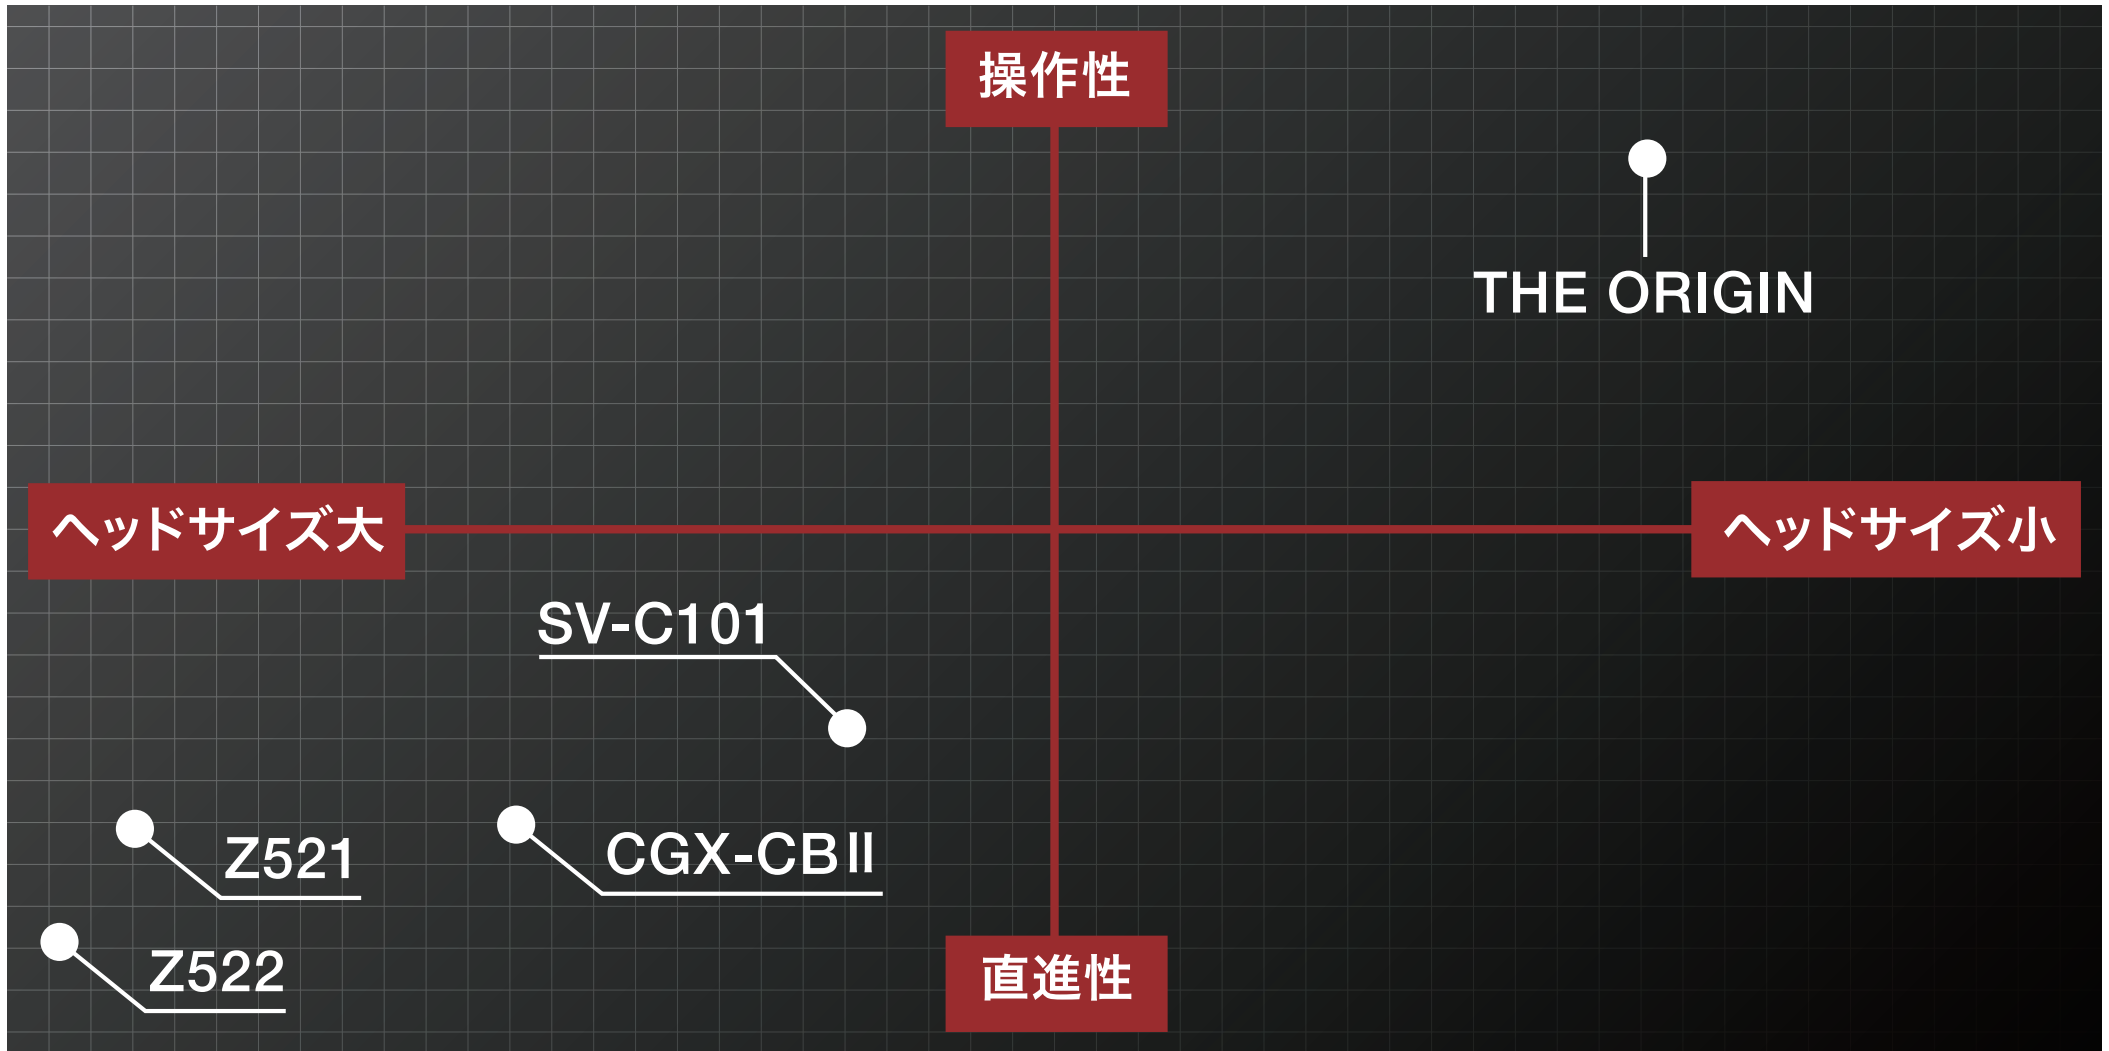 操作性
THE ORIGIN
ヘッドサイズ大
ヘッドサイズ小
SV-C101
Z521
CGX-CBⅡ
Z522
直進性